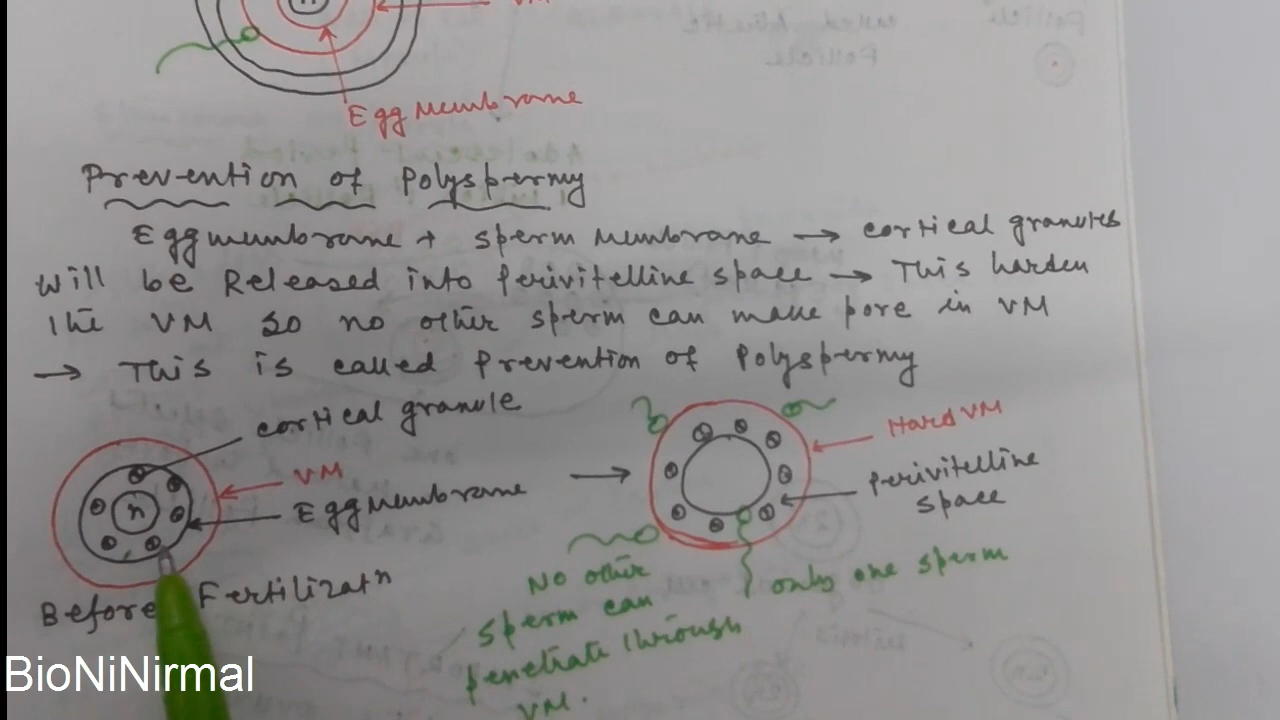 VM
Egg Membrane
Prevention of Polyspermy
Egg membrane + sperm membrane → cortical granules
will be Released into Perivitelline space → This harden
the VM so no other sperm can make pore in VM
→ This is called Prevention of Polyspermy
cortical granule
VM
Egg Membrane
n
Before Fertilizatn
Hard VM
Perivitelline
space
only one sperm
No other
sperm can
penetrate through
VM.
BioNiNirmal